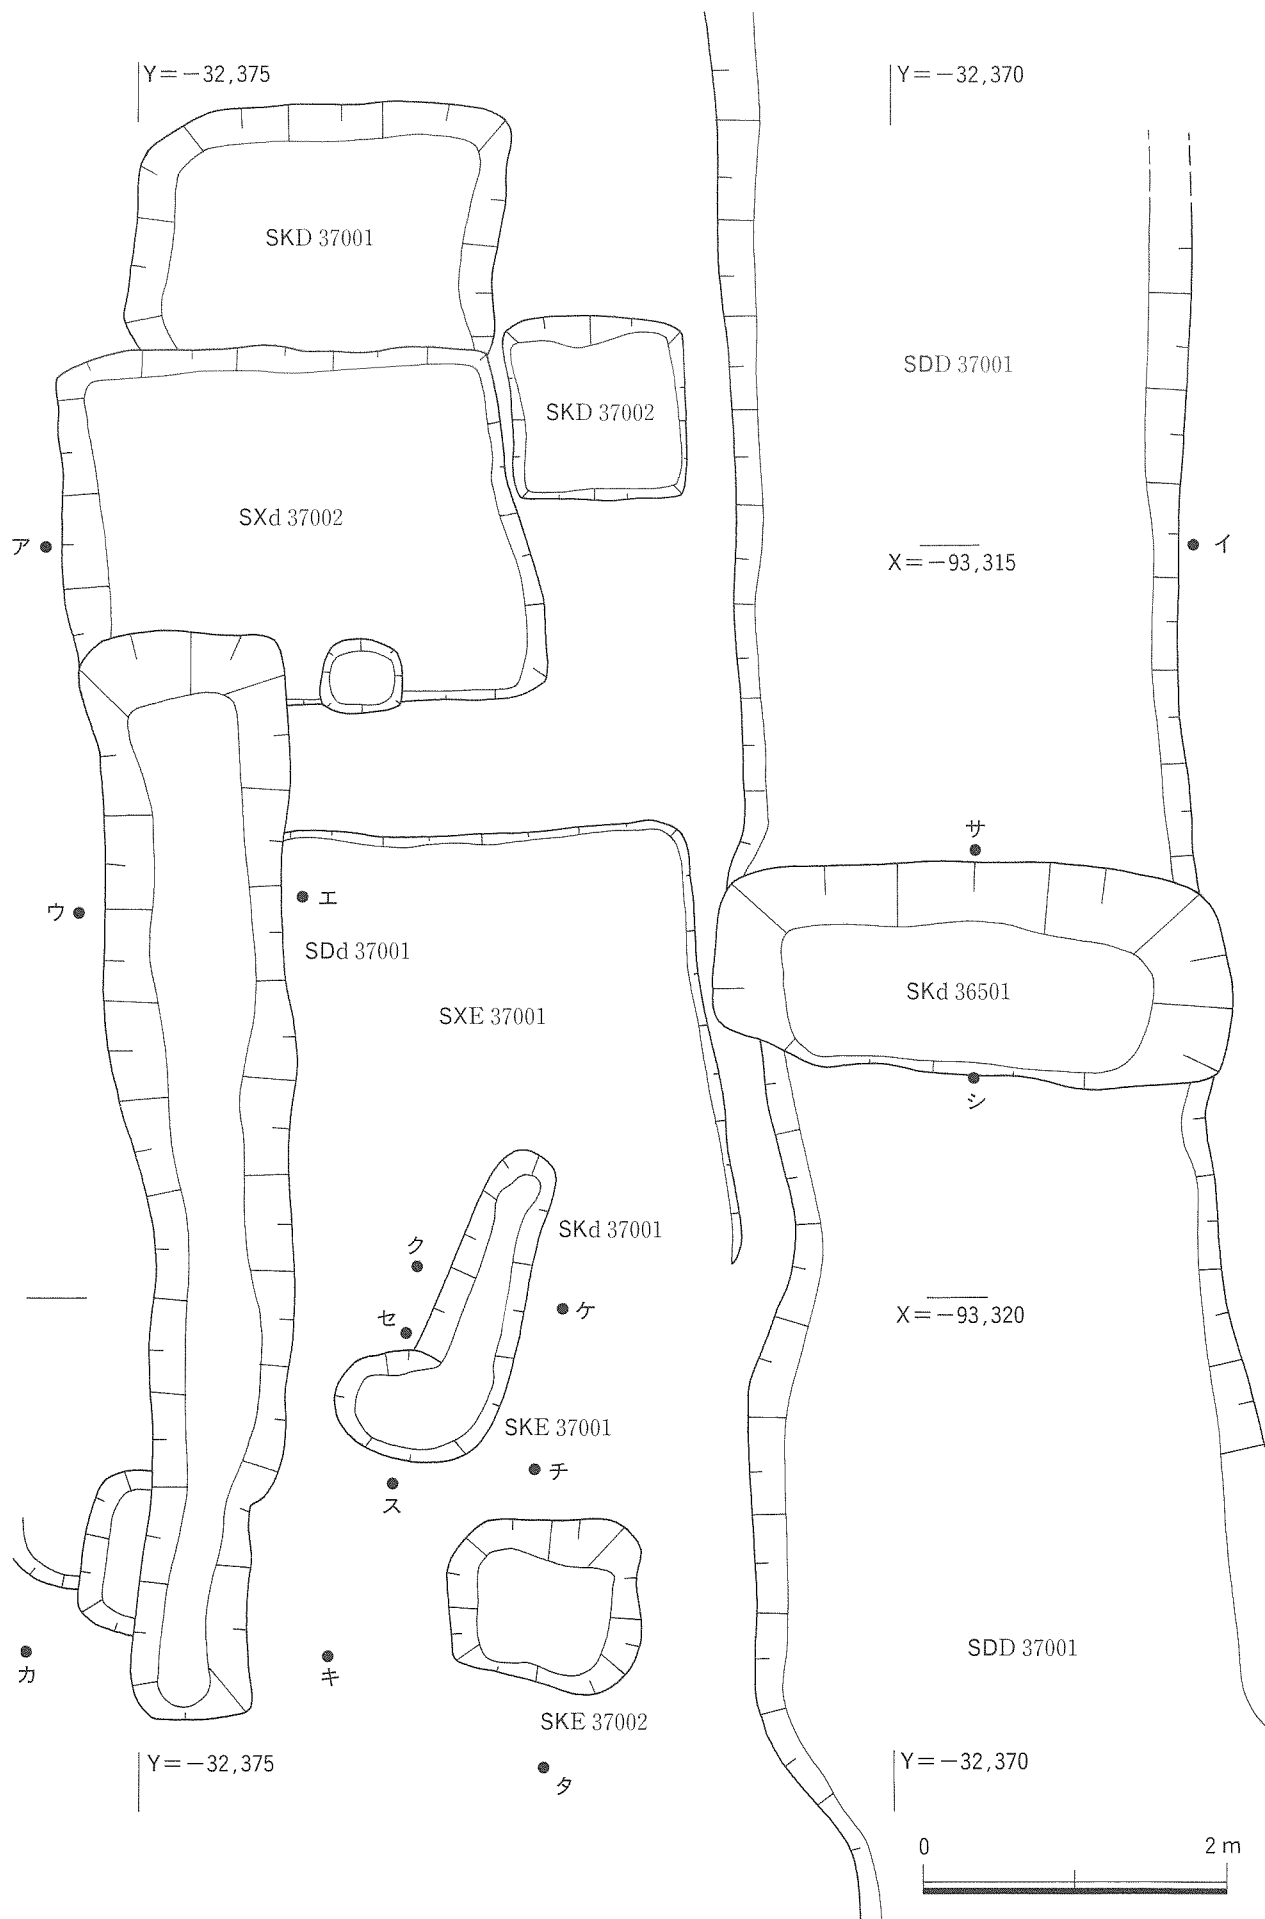 Y=−32,375
Y=−32,370
SKD 37001
SDD 37001
SKD 37002
SXd 37002
ア
イ
X=−93,315
サ
ウ
エ
SDd 37001
SKd 36501
SXE 37001
シ
SKd 37001
ク
ケ
セ
X=−93,320
SKE 37001
チ
ス
SDD 37001
カ
キ
SKE 37002
Y=−32,375
Y=−32,370
タ
0
2 m